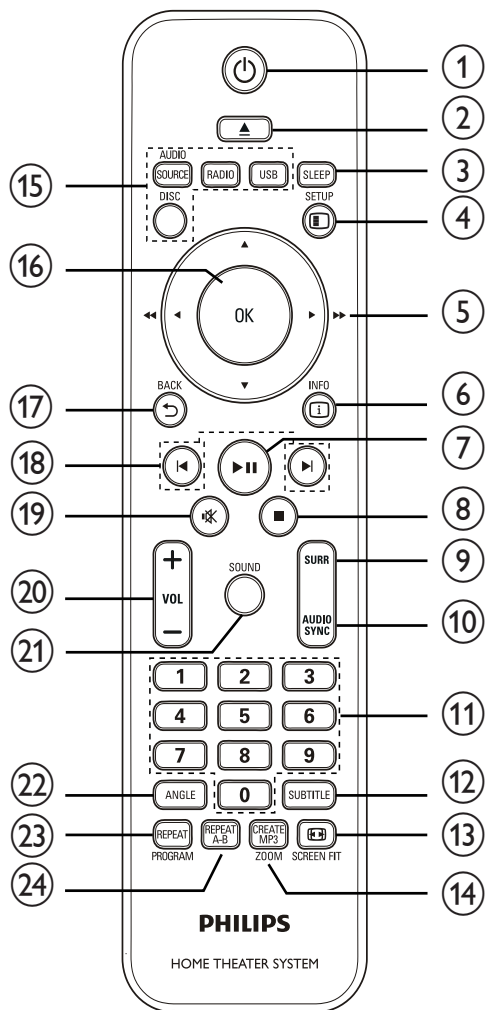 1
2
AUDIO
SOURCE RADIO USB SLEEP 3
15
DISC SETUP
4
16
OK 5
BACK INFO 6
17
7
18
19 8
SOUND SURR 9
VOL
20
AUDIO
SYNC 10
21
1 2 3
4 5 6 11
7 8 9
22 ANGLE 0 SUBTITLE 12
23 REPEAT REPEAT
A-B CREATE
MP3 13
PROGRAM ZOOM SCREEN FIT
24 14
PHILIPS
HOME THEATER SYSTEM